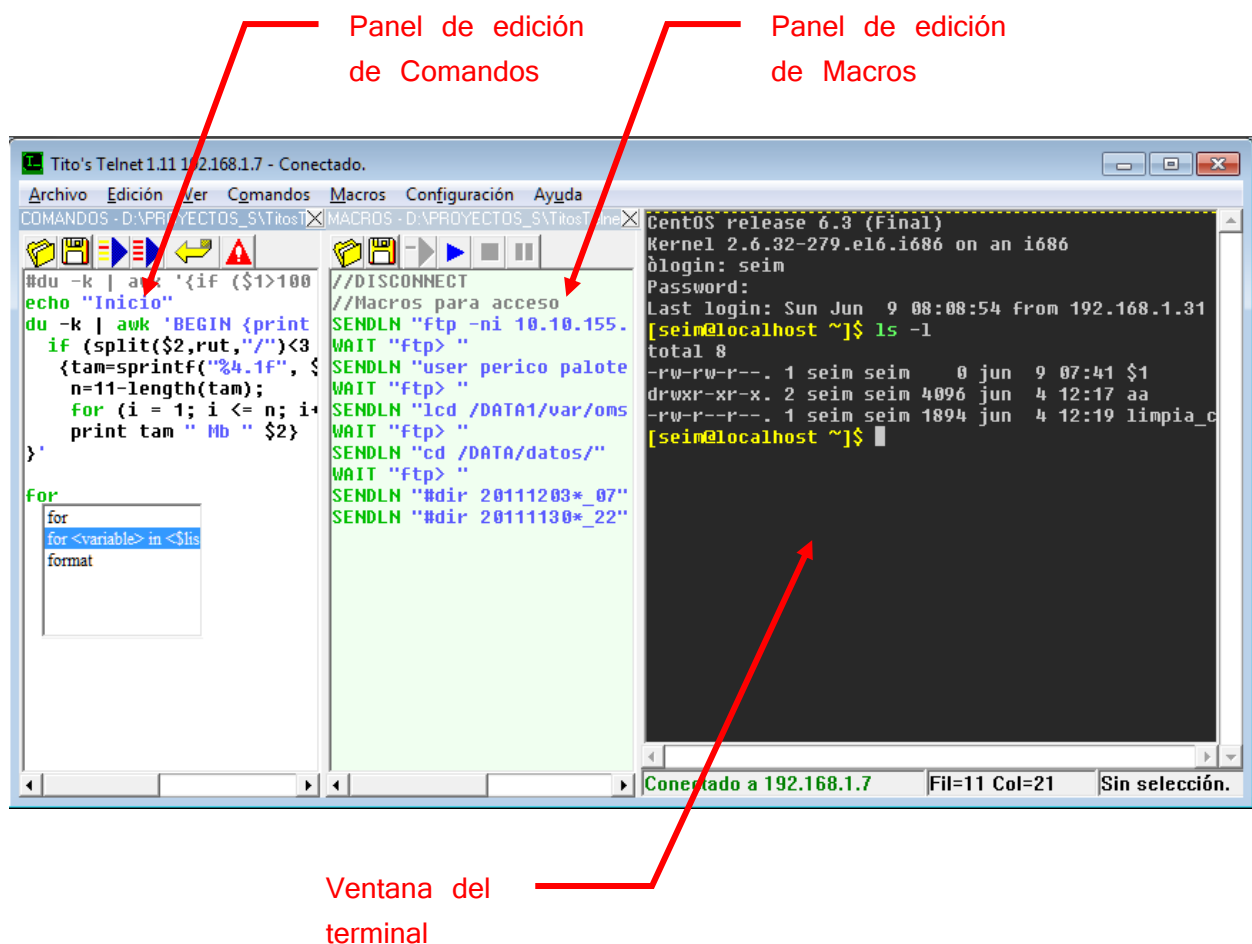 Panel de edición
de Comandos
Panel de edición
de Macros
Tito's Telnet 1.11 192.168.1.7 - Conectado.
Archivo Edición Ver Comandos Macros Configuración Ayuda
COMANDOS - D:\PROYECTOS_S\TitosT
#du -k | awk '{if ($1>100
echo "Inicio"
du -k | awk 'BEGIN {print
if (split($2,rut,"/")<3
{tam=sprintf("%4.1f", $
n=11-length(tam);
for (i = 1; i <= n; i+
print tam " Mb " $2}
}'
for
for
for <variable> in <$lis
format
MACROS - D:\PROYECTOS_S\TitosTelne
//DISCONNECT
//Macros para acceso
SENDLN "ftp -ni 10.10.155.
WAIT "ftp> "
SENDLN "user perico palote
WAIT "ftp> "
SENDLN "lcd /DATA1/var/oms
WAIT "ftp> "
SENDLN "cd /DATA/datos/"
WAIT "ftp> "
SENDLN "#dir 20111203*_07"
SENDLN "#dir 20111130*_22"
CentOS release 6.3 (Final)
Kernel 2.6.32-279.el6.i686 on an i686
òlogin: seim
Password:
Last login: Sun Jun 9 08:08:54 from 192.168.1.31
[seim@localhost ~]$ ls -l
total 8
-rw-rw-r--. 1 seim seim 0 jun 9 07:41 $1
drwxr-xr-x. 2 seim seim 4096 jun 4 12:17 aa
-rw-r--r--. 1 seim seim 1894 jun 4 12:19 limpia_c
[seim@localhost ~]$
Conectado a 192.168.1.7 Fil=11 Col=21 Sin selección.
Ventana del
terminal